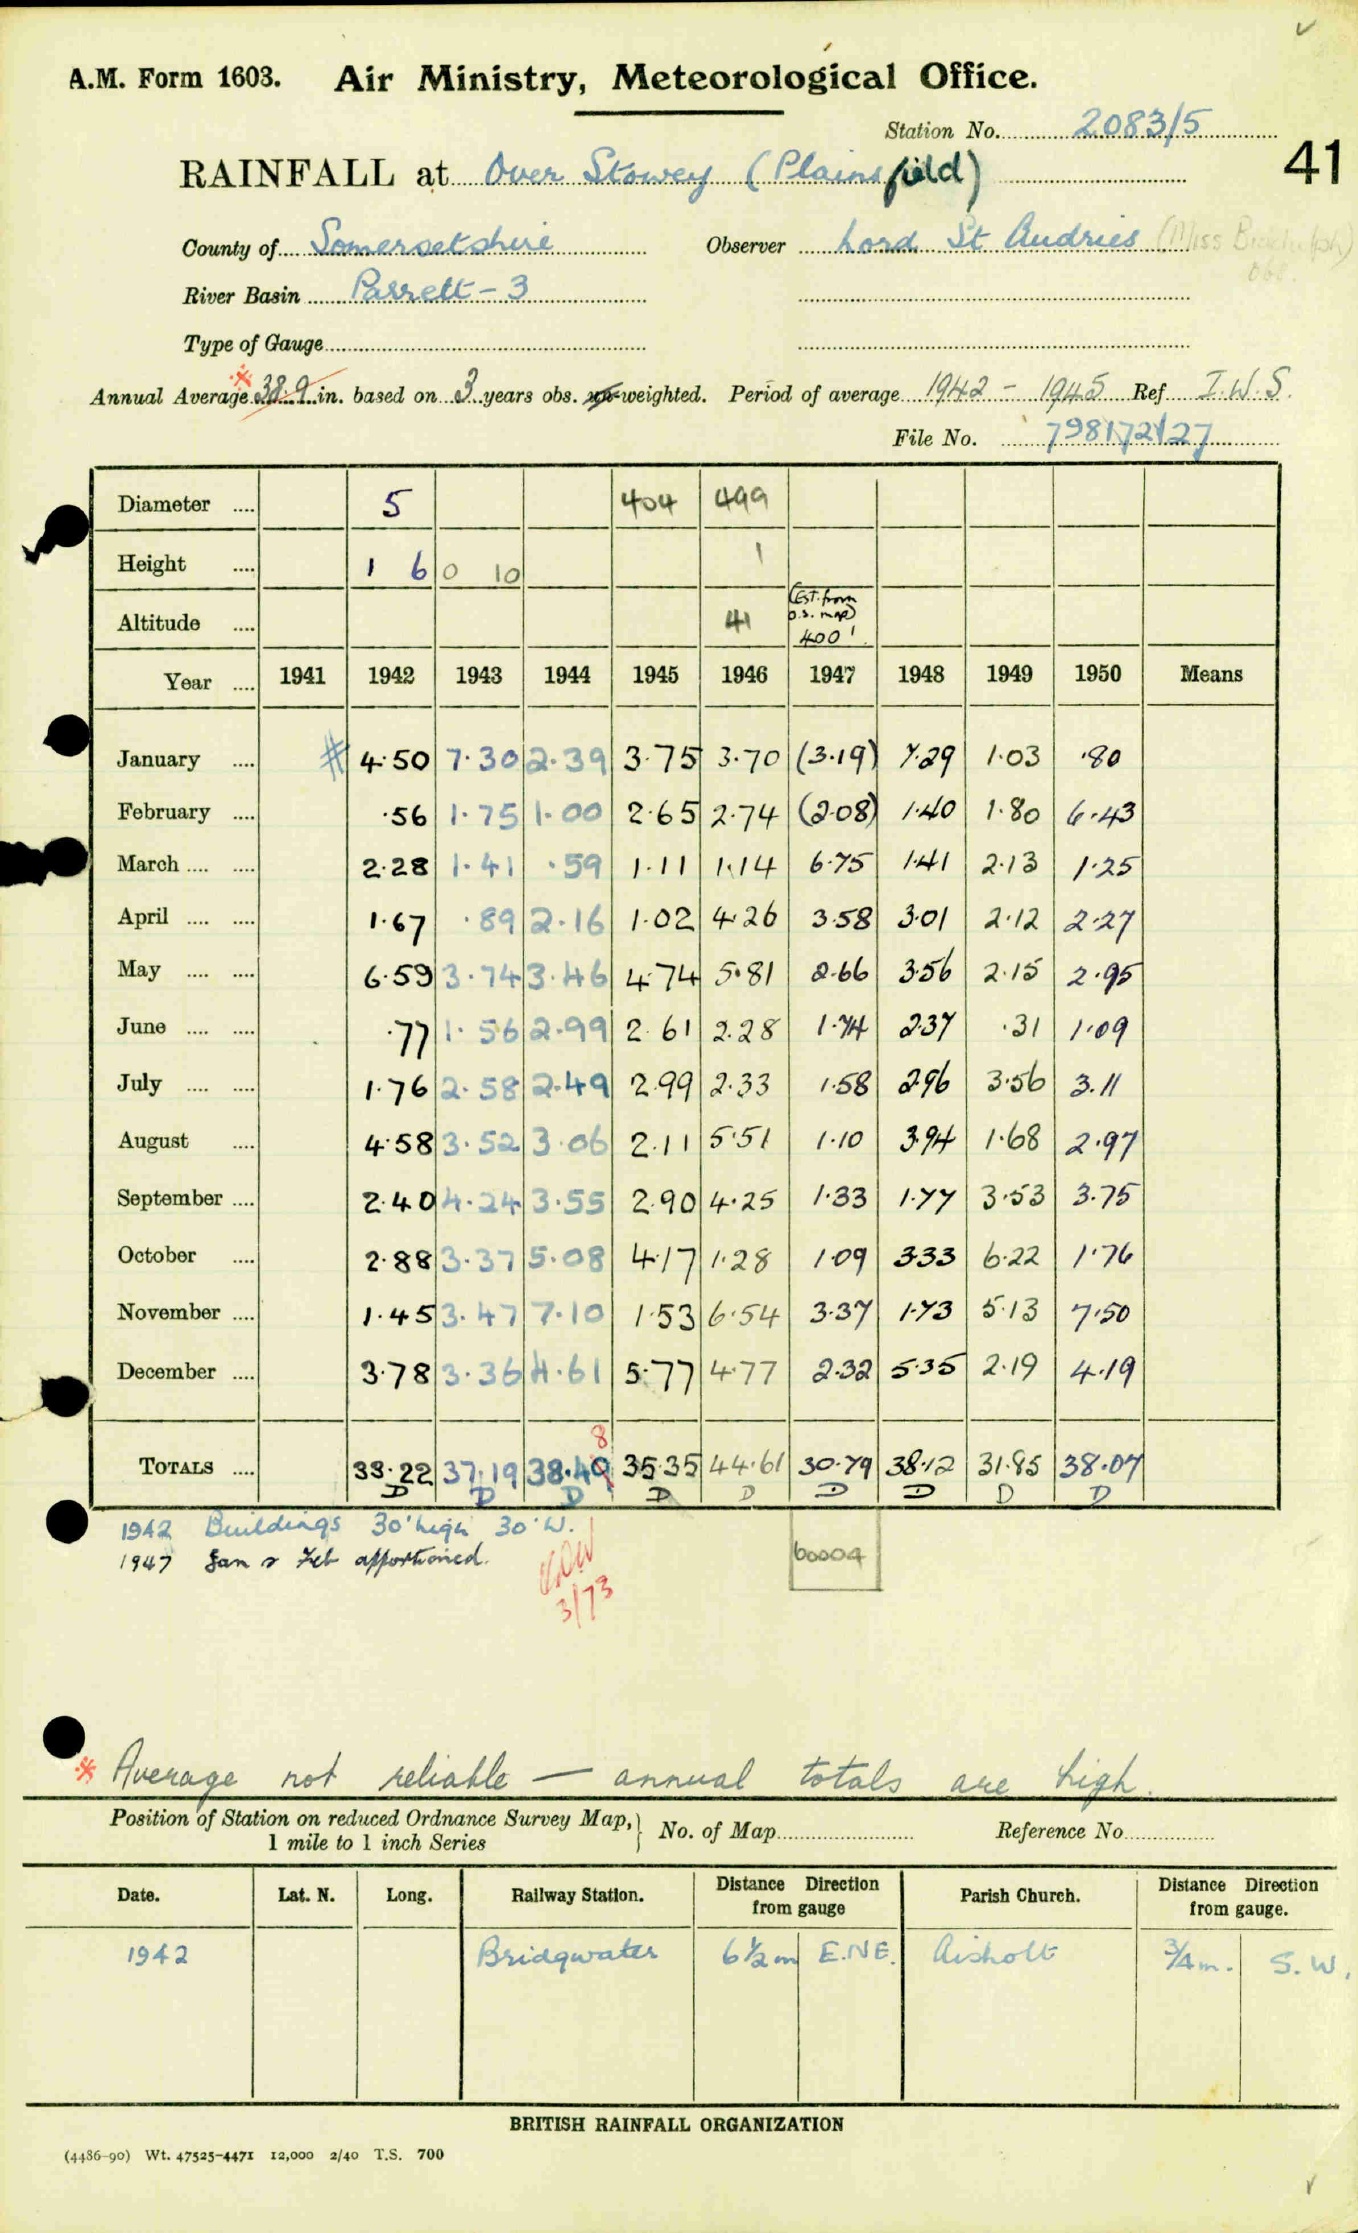 A.M. Form 1603. Air Ministry, Meteorological Office.
Station No. 2083/5
41
RAINFALL at Over Stowey (Plainsfield)
County of Somersetshire Observer Lord St Audries (Miss
River Basin Parrett - 3 obs.
Type of Gauge
Annual Average * 38.9 in. based on 3 years obs. un-weighted. Period of average 1942 - 1945 Ref I.W.S.
File No. 798172/27
Diameter .... 5 404 499
Height .... 1 6 0 10 1
Altitude .... 41 (Est. from O.S. map) 400'
Year .... 1941 1942 1943 1944 1945 1946 1947 1948 1949 1950 Means
January .... # 4.50 7.30 2.39 3.75 3.70 (3.19) 7.29 1.03 .80
February .... .56 1.75 1.00 2.65 2.74 (2.08) 1.40 1.80 6.43
March .... .... 2.28 1.41 .59 1.11 1.14 6.75 1.41 2.13 1.25
April .... .... 1.67 .89 2.16 1.02 4.26 3.58 3.01 2.12 2.27
May .... .... 6.59 3.74 3.46 4.74 5.81 2.66 3.56 2.15 2.95
June .... .... .77 1.56 2.99 2.61 2.28 1.74 2.37 .31 1.09
July .... .... 1.76 2.58 2.49 2.99 2.33 1.58 2.96 3.56 3.11
August .... 4.58 3.52 3.06 2.11 5.51 1.10 3.94 1.68 2.97
September .... 2.40 4.24 3.55 2.90 4.25 1.33 1.77 3.53 3.75
October .... 2.88 3.37 5.08 4.17 1.28 1.09 3.33 6.22 1.76
November .... 1.45 3.47 7.10 1.53 6.54 3.37 1.73 5.13 7.50
December .... 3.78 3.36 4.61 5.77 4.77 2.32 5.35 2.19 4.19
8
TOTALS .... 33.22 37.19 38.49 35.35 44.61 30.79 38.12 31.85 38.07
D D D D D D D D D
1942 Buildings 30' high 30' W.
1947 Jan & Feb apportioned. 60004
3/73
* Average not reliable — annual totals are high.
Position of Station on reduced Ordnance Survey Map, } No. of Map Reference No
1 mile to 1 inch Series
Date. Lat. N. Long. Railway Station. Distance Direction from gauge Parish Church. Distance Direction from gauge.
1942 Bridgwater 6½m E.NE. Aisholt ¾m. S.W.
BRITISH RAINFALL ORGANIZATION
(4486-90) Wt. 47525-4471 12,000 2/40 T.S. 700